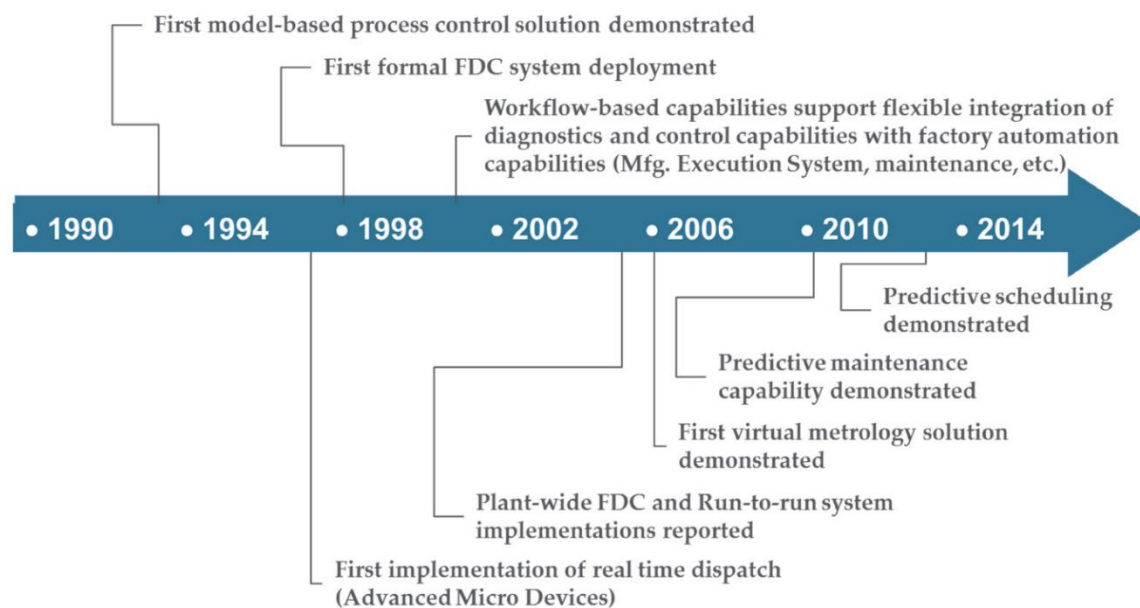 First model-based process control solution demonstrated
First formal FDC system deployment
Workflow-based capabilities support flexible integration of
diagnostics and control capabilities with factory automation
capabilities (Mfg. Execution System, maintenance, etc.)
• 1990 • 1994 • 1998 • 2002 • 2006 • 2010 • 2014
Predictive scheduling
demonstrated
Predictive maintenance
capability demonstrated
First virtual metrology solution
demonstrated
Plant-wide FDC and Run-to-run system
implementations reported
First implementation of real time dispatch
(Advanced Micro Devices)